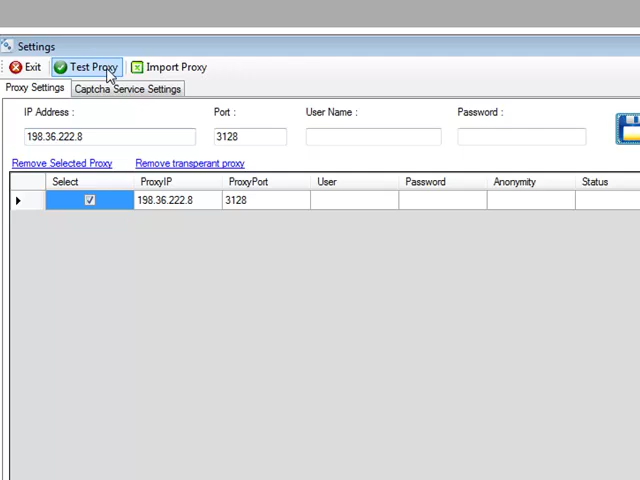 Settings
Exit Test Proxy Import Proxy
Proxy Settings Captcha Service Settings
IP Address : Port : User Name : Password :
198.36.222.8 3128
Remove Selected Proxy Remove transperant proxy
Select ProxyIP ProxyPort User Password Anonymity Status
198.36.222.8 3128